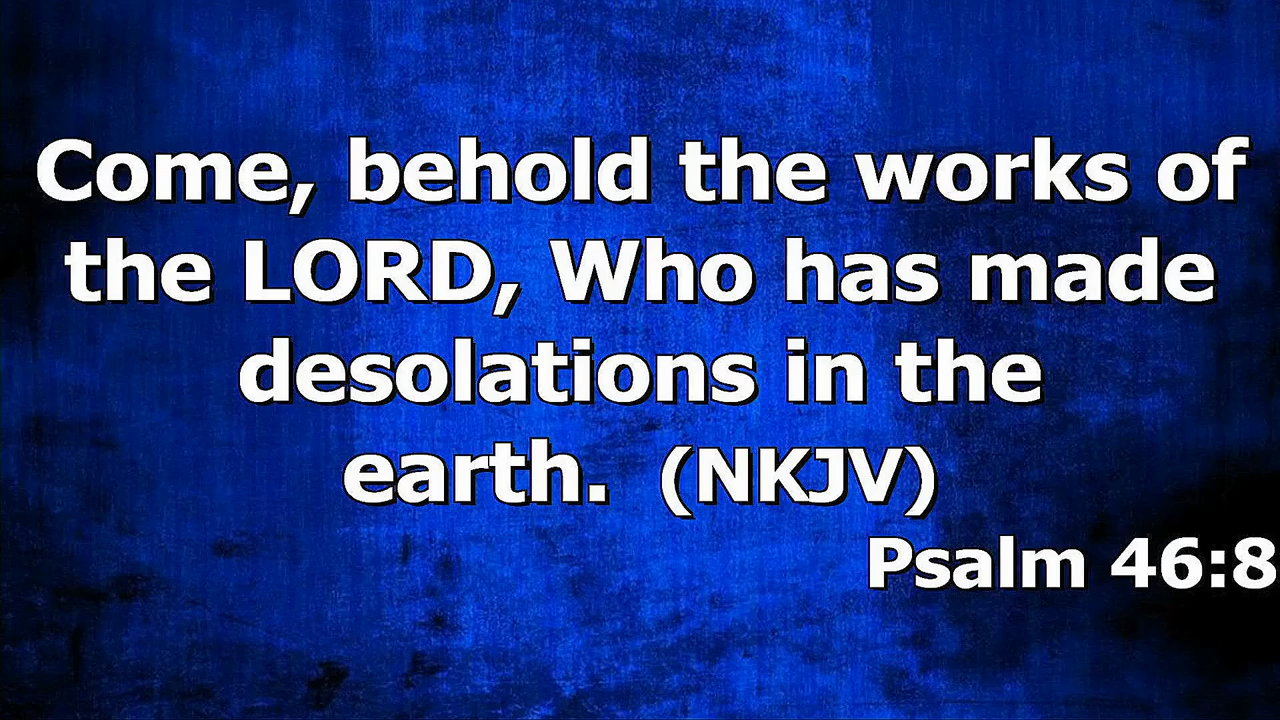 Come, behold the works of
the LORD, Who has made
desolations in the
earth. (NKJV)
Psalm 46:8